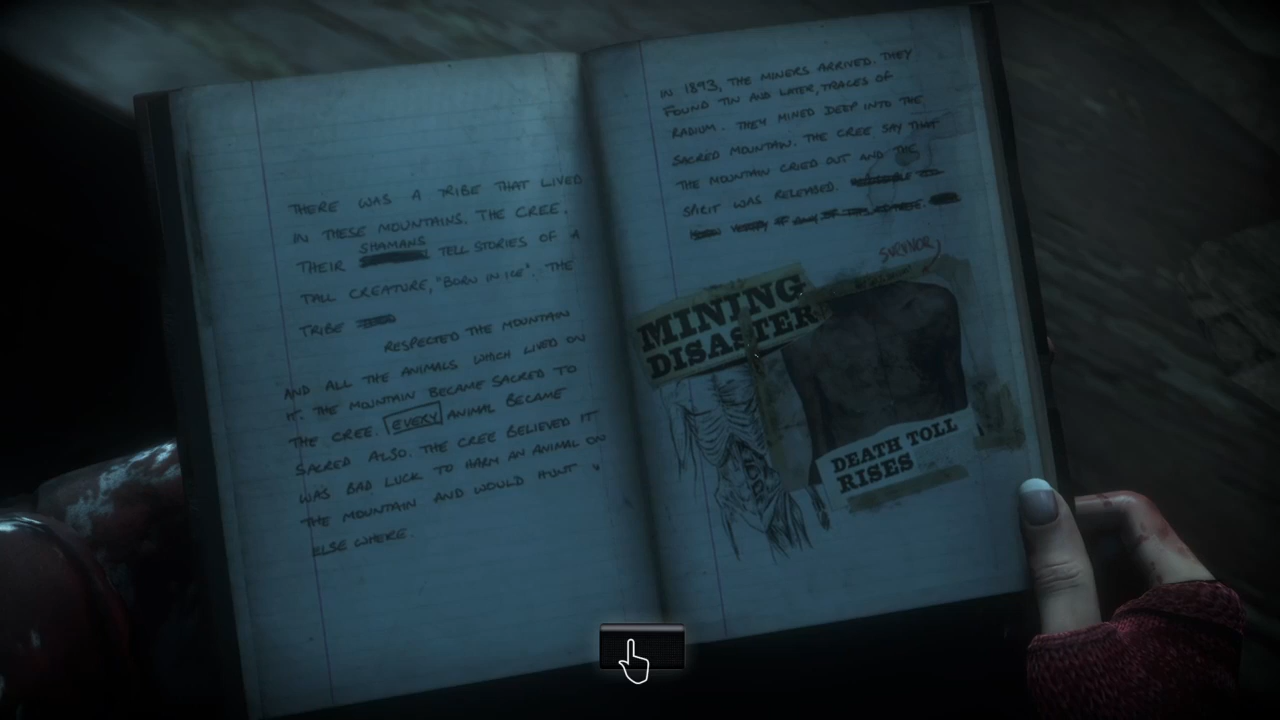 THERE WAS A TRIBE THAT LIVED
IN THESE MOUNTAINS. THE CREE.
SHAMANS
THEIR TELL STORIES OF A
TALL CREATURE, "BORN IN ICE". THE
TRIBE
RESPECTED THE MOUNTAIN
AND ALL THE ANIMALS WHICH LIVED ON
IT. THE MOUNTAIN BECAME SACRED TO
THE CREE. EVERY ANIMAL BECAME
SACRED ALSO. THE CREE BELIEVED IT
WAS BAD LUCK TO HARM AN ANIMAL ON
THE MOUNTAIN AND WOULD HUNT
ELSE WHERE.
IN 1893, THE MINERS ARRIVED. THEY
FOUND TIN AND LATER, TRACES OF
RADIUM. THEY MINED DEEP INTO THE
SACRED MOUNTAIN. THE CREE SAY THAT
THE MOUNTAIN CRIED OUT AND THE
SPIRIT WAS RELEASED.
SURVIVOR
MINING
DISASTER
DEATH TOLL
RISES